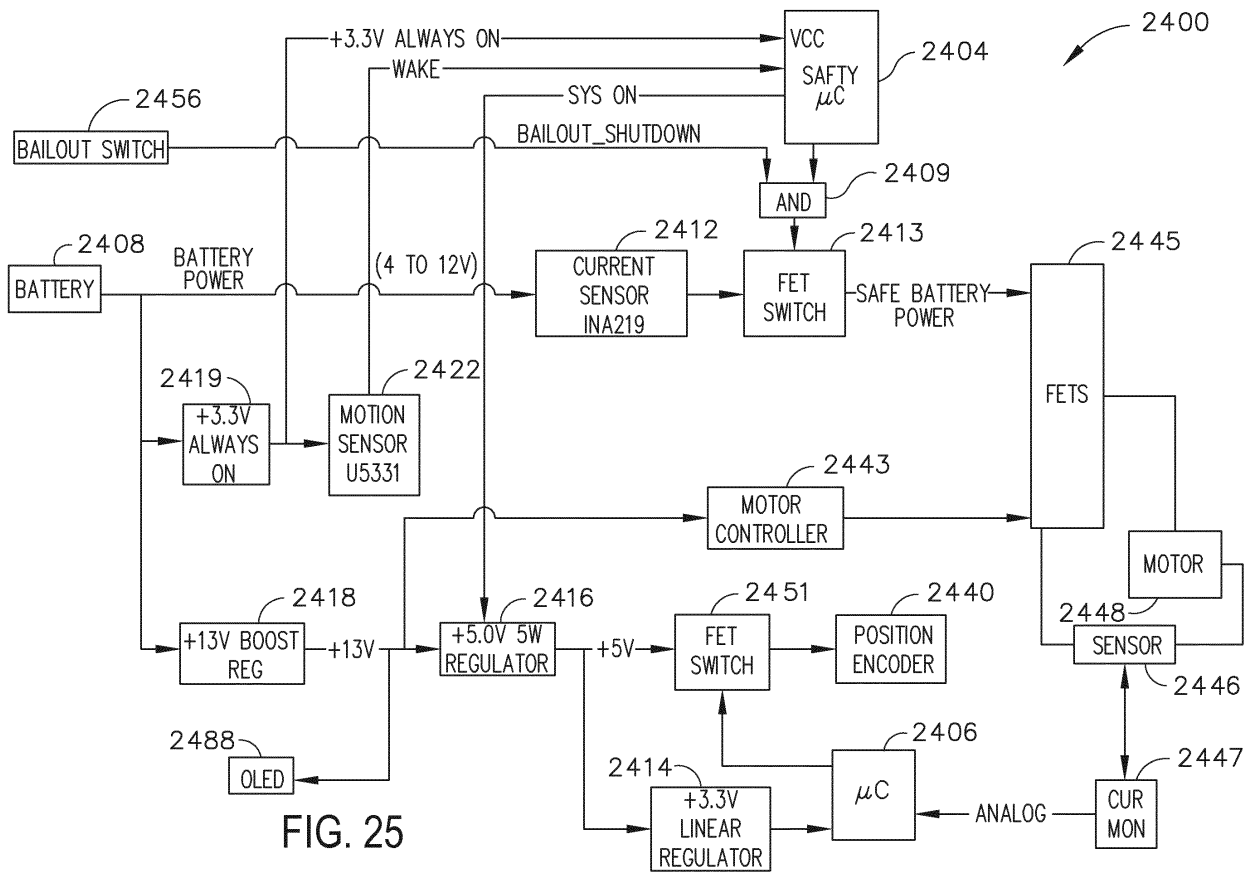 2400
+3.3V ALWAYS ON
VCC
2404
WAKE
SAFTY
μC
2456
SYS ON
BAILOUT SWITCH
BAILOUT_SHUTDOWN
2409
AND
2408
BATTERY
BATTERY
POWER
(4 TO 12V)
2412
CURRENT
SENSOR
INA219
2413
FET
SWITCH
SAFE BATTERY
POWER
2445
FETS
2419
+3.3V
ALWAYS
ON
2422
MOTION
SENSOR
U5331
2443
MOTOR
CONTROLLER
MOTOR
2448
2418
+13V BOOST
REG
+13V
2416
+5.0V 5W
REGULATOR
+5V
2451
FET
SWITCH
2440
POSITION
ENCODER
SENSOR
2446
2488
OLED
2414
+3.3V
LINEAR
REGULATOR
2406
μC
ANALOG
2447
CUR
MON
FIG. 25